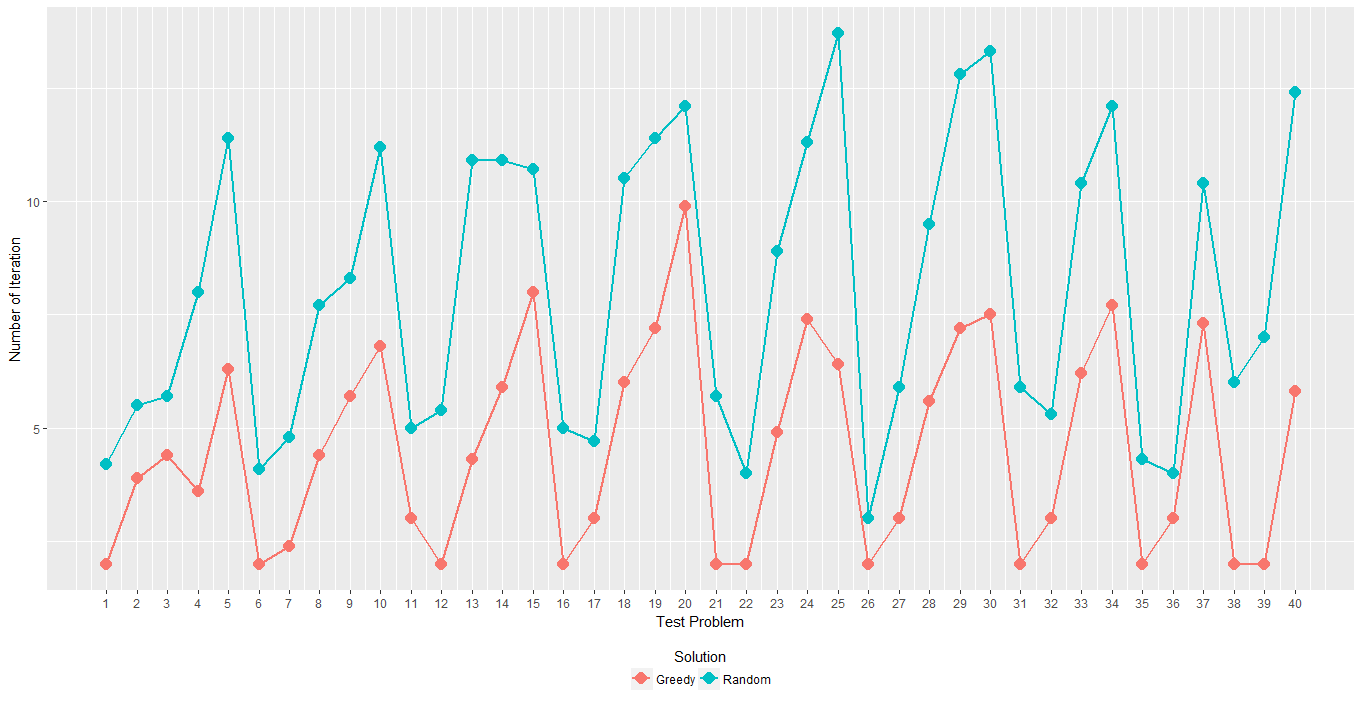 10
5
Number of Iteration
1 2 3 4 5 6 7 8 9 10 11 12 13 14 15 16 17 18 19 20 21 22 23 24 25 26 27 28 29 30 31 32 33 34 35 36 37 38 39 40
Test Problem
Solution
Greedy Random